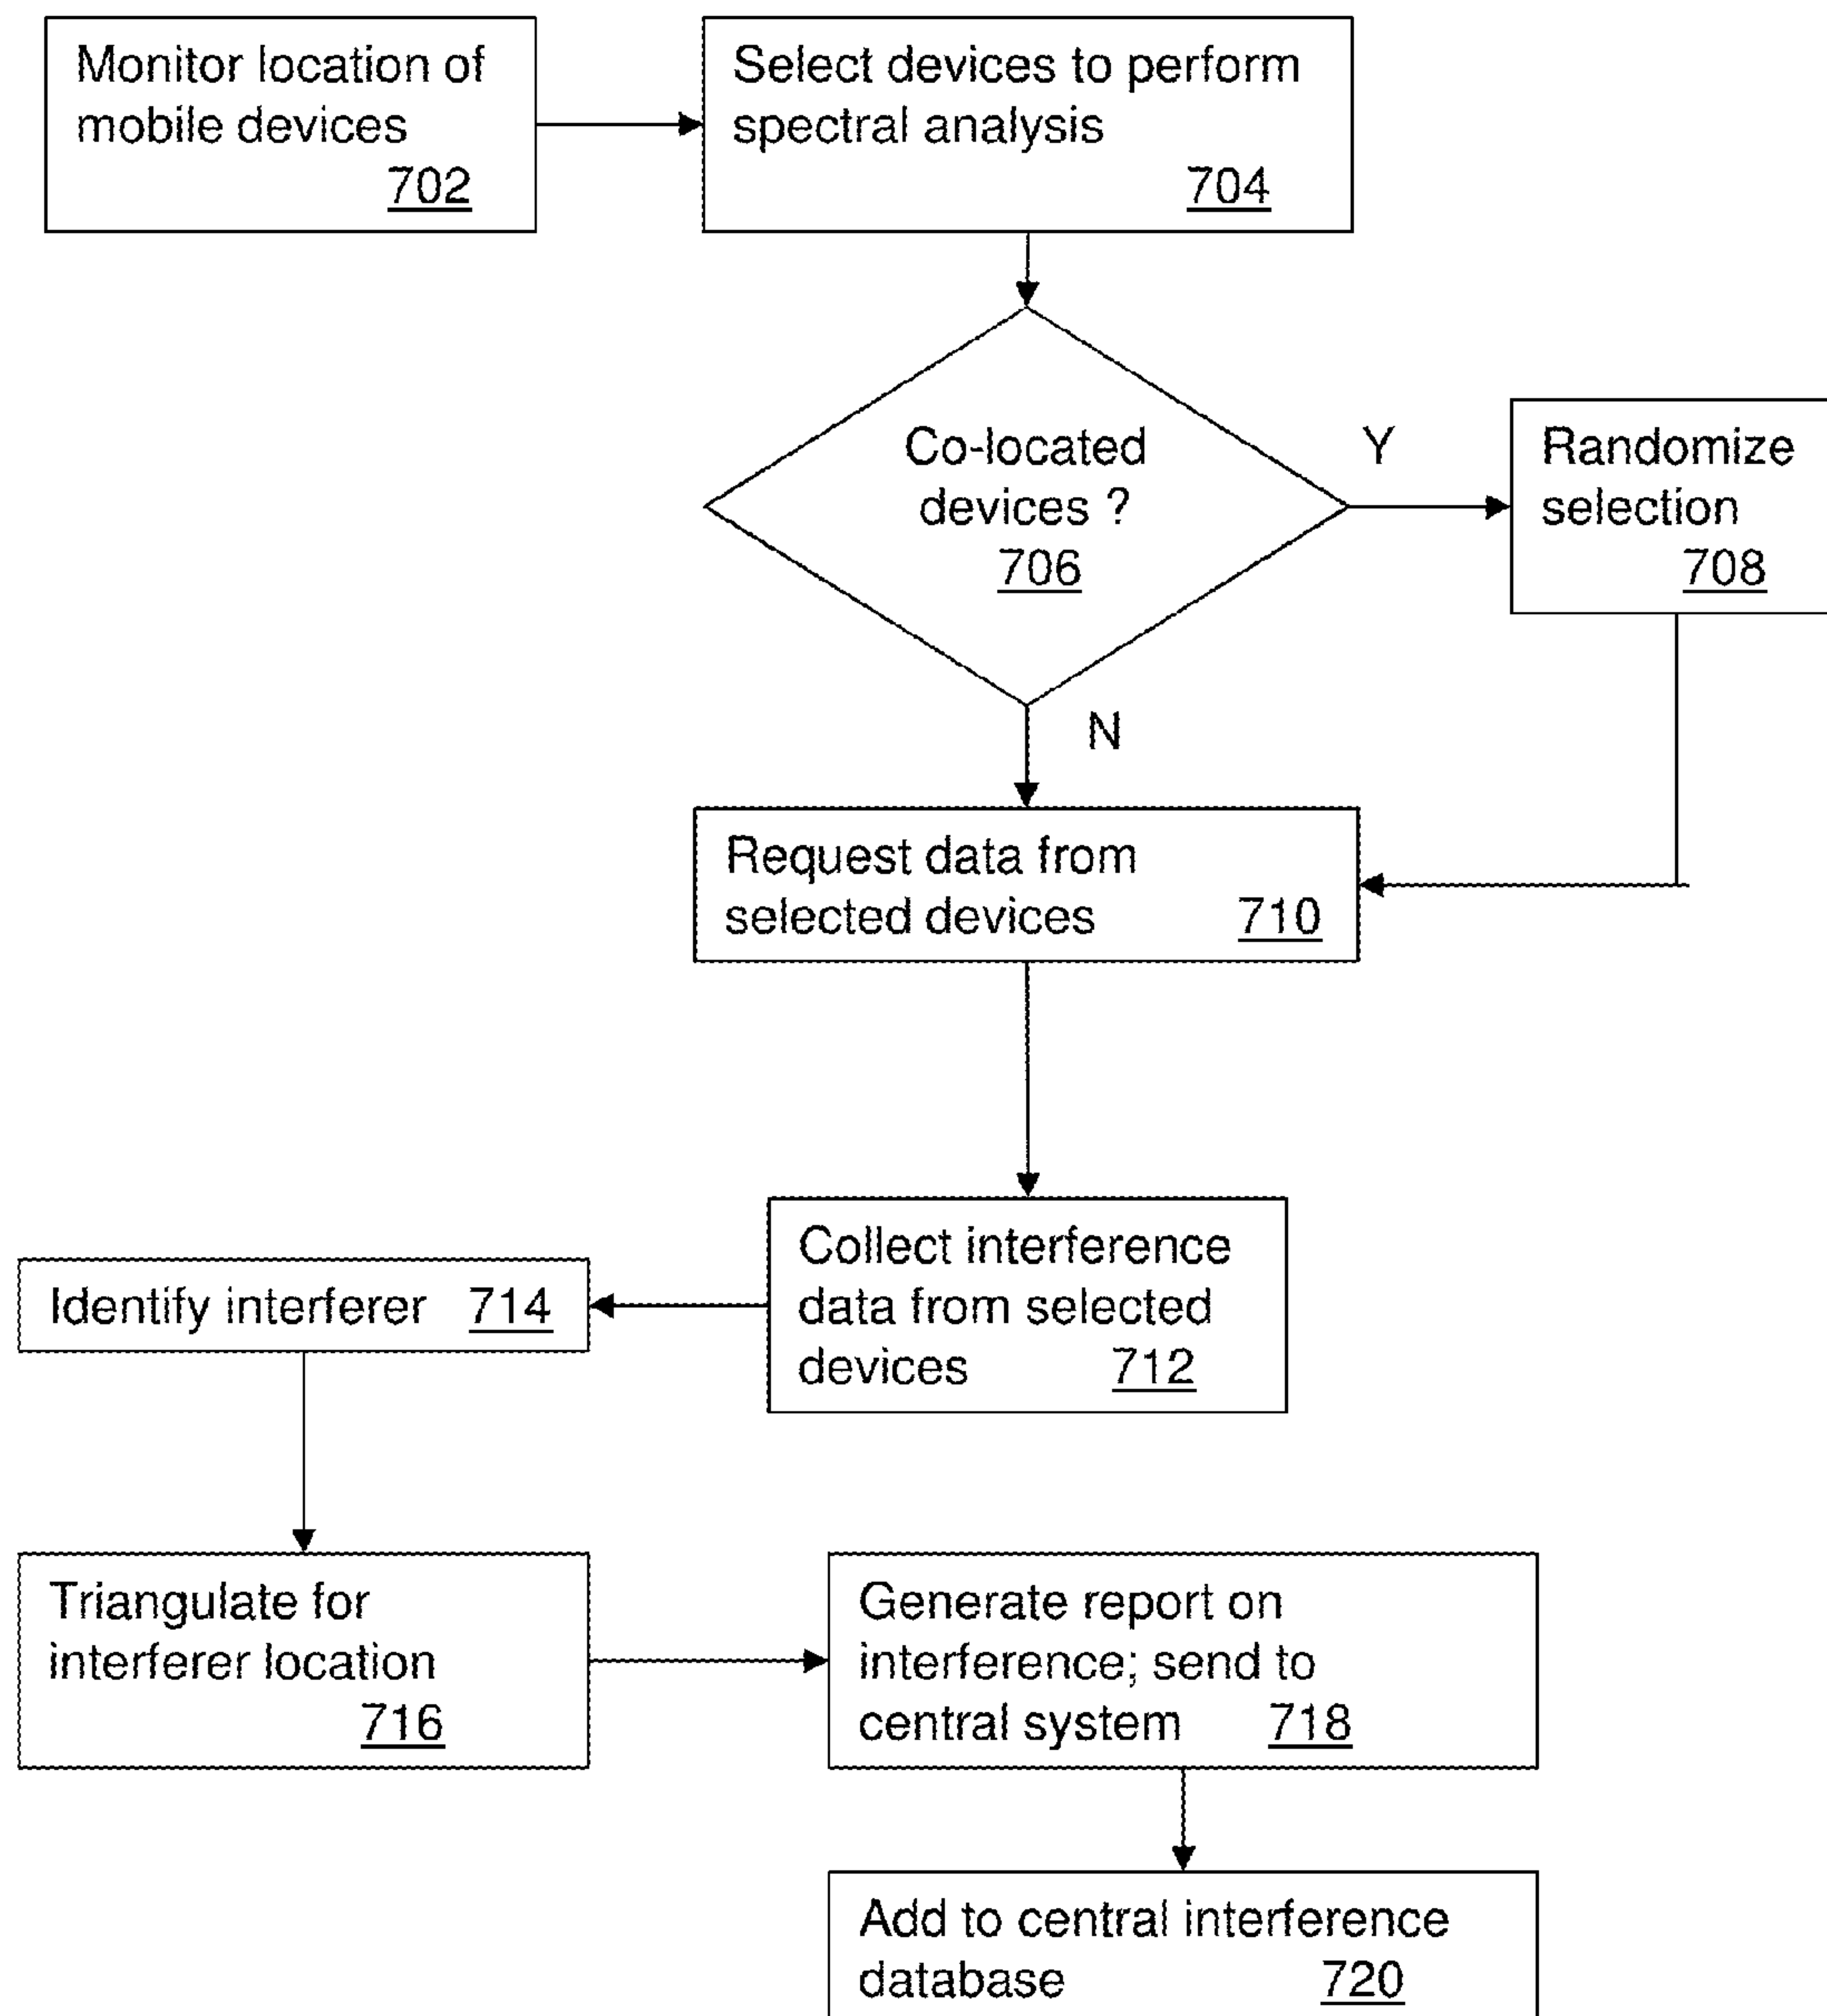 Monitor location of
mobile devices
702
Select devices to perform
spectral analysis
704
Co-located
devices ?
706
Y
Randomize
selection
708
N
Request data from
selected devices 710
Collect interference
data from selected
devices 712
Identify interferer 714
Triangulate for
interferer location
716
Generate report on
interference; send to
central system 718
Add to central interference
database 720